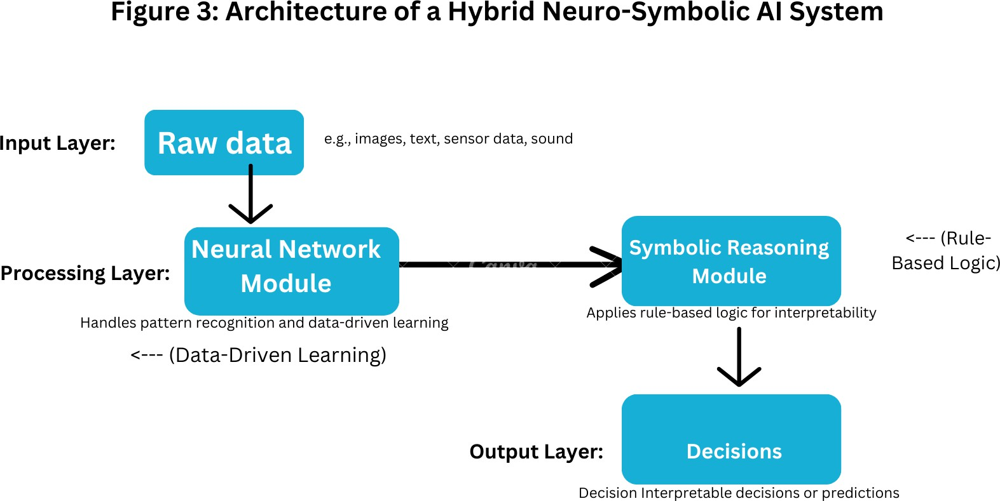 Figure 3: Architecture of a Hybrid Neuro-Symbolic AI System
Input Layer:
Raw data
e.g., images, text, sensor data, sound
Processing Layer:
Neural Network
Module
Handles pattern recognition and data-driven learning
<--- (Data-Driven Learning)
Canva
Symbolic Reasoning
Module
Applies rule-based logic for interpretability
<--- (Rule-
Based Logic)
Output Layer:
Decisions
Decision Interpretable decisions or predictions